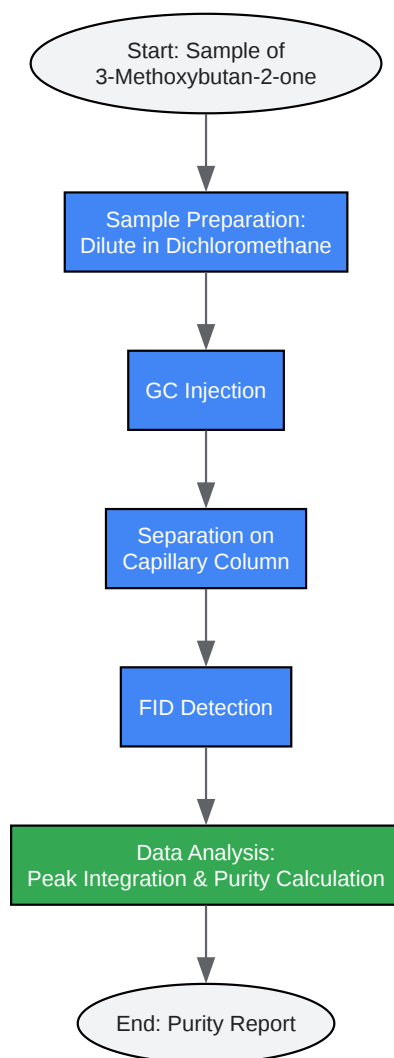 Start: Sample of
3-Methoxybutan-2-one
Sample Preparation:
Dilute in Dichloromethane
GC Injection
Separation on
Capillary Column
FID Detection
Data Analysis:
Peak Integration & Purity Calculation
End: Purity Report